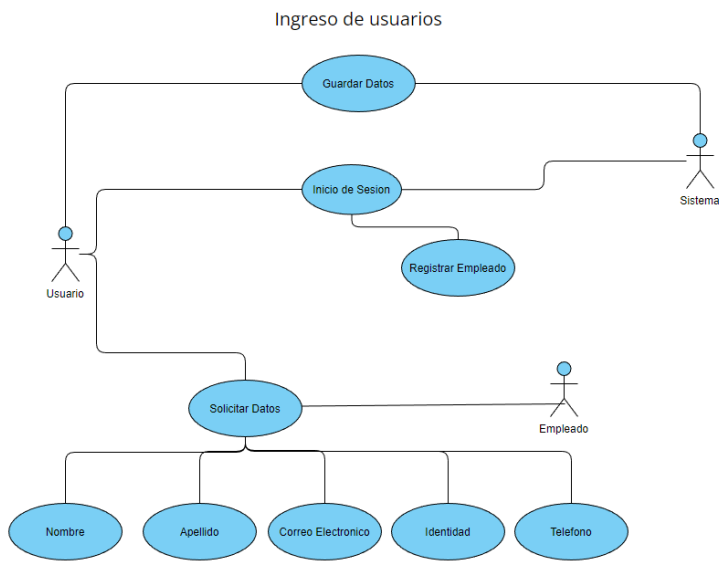 Ingreso de usuarios
Guardar Datos
Sistema
Inicio de Sesion
Registrar Empleado
Usuario
Solicitar Datos
Empleado
Nombre
Apellido
Correo Electronico
Identidad
Telefono